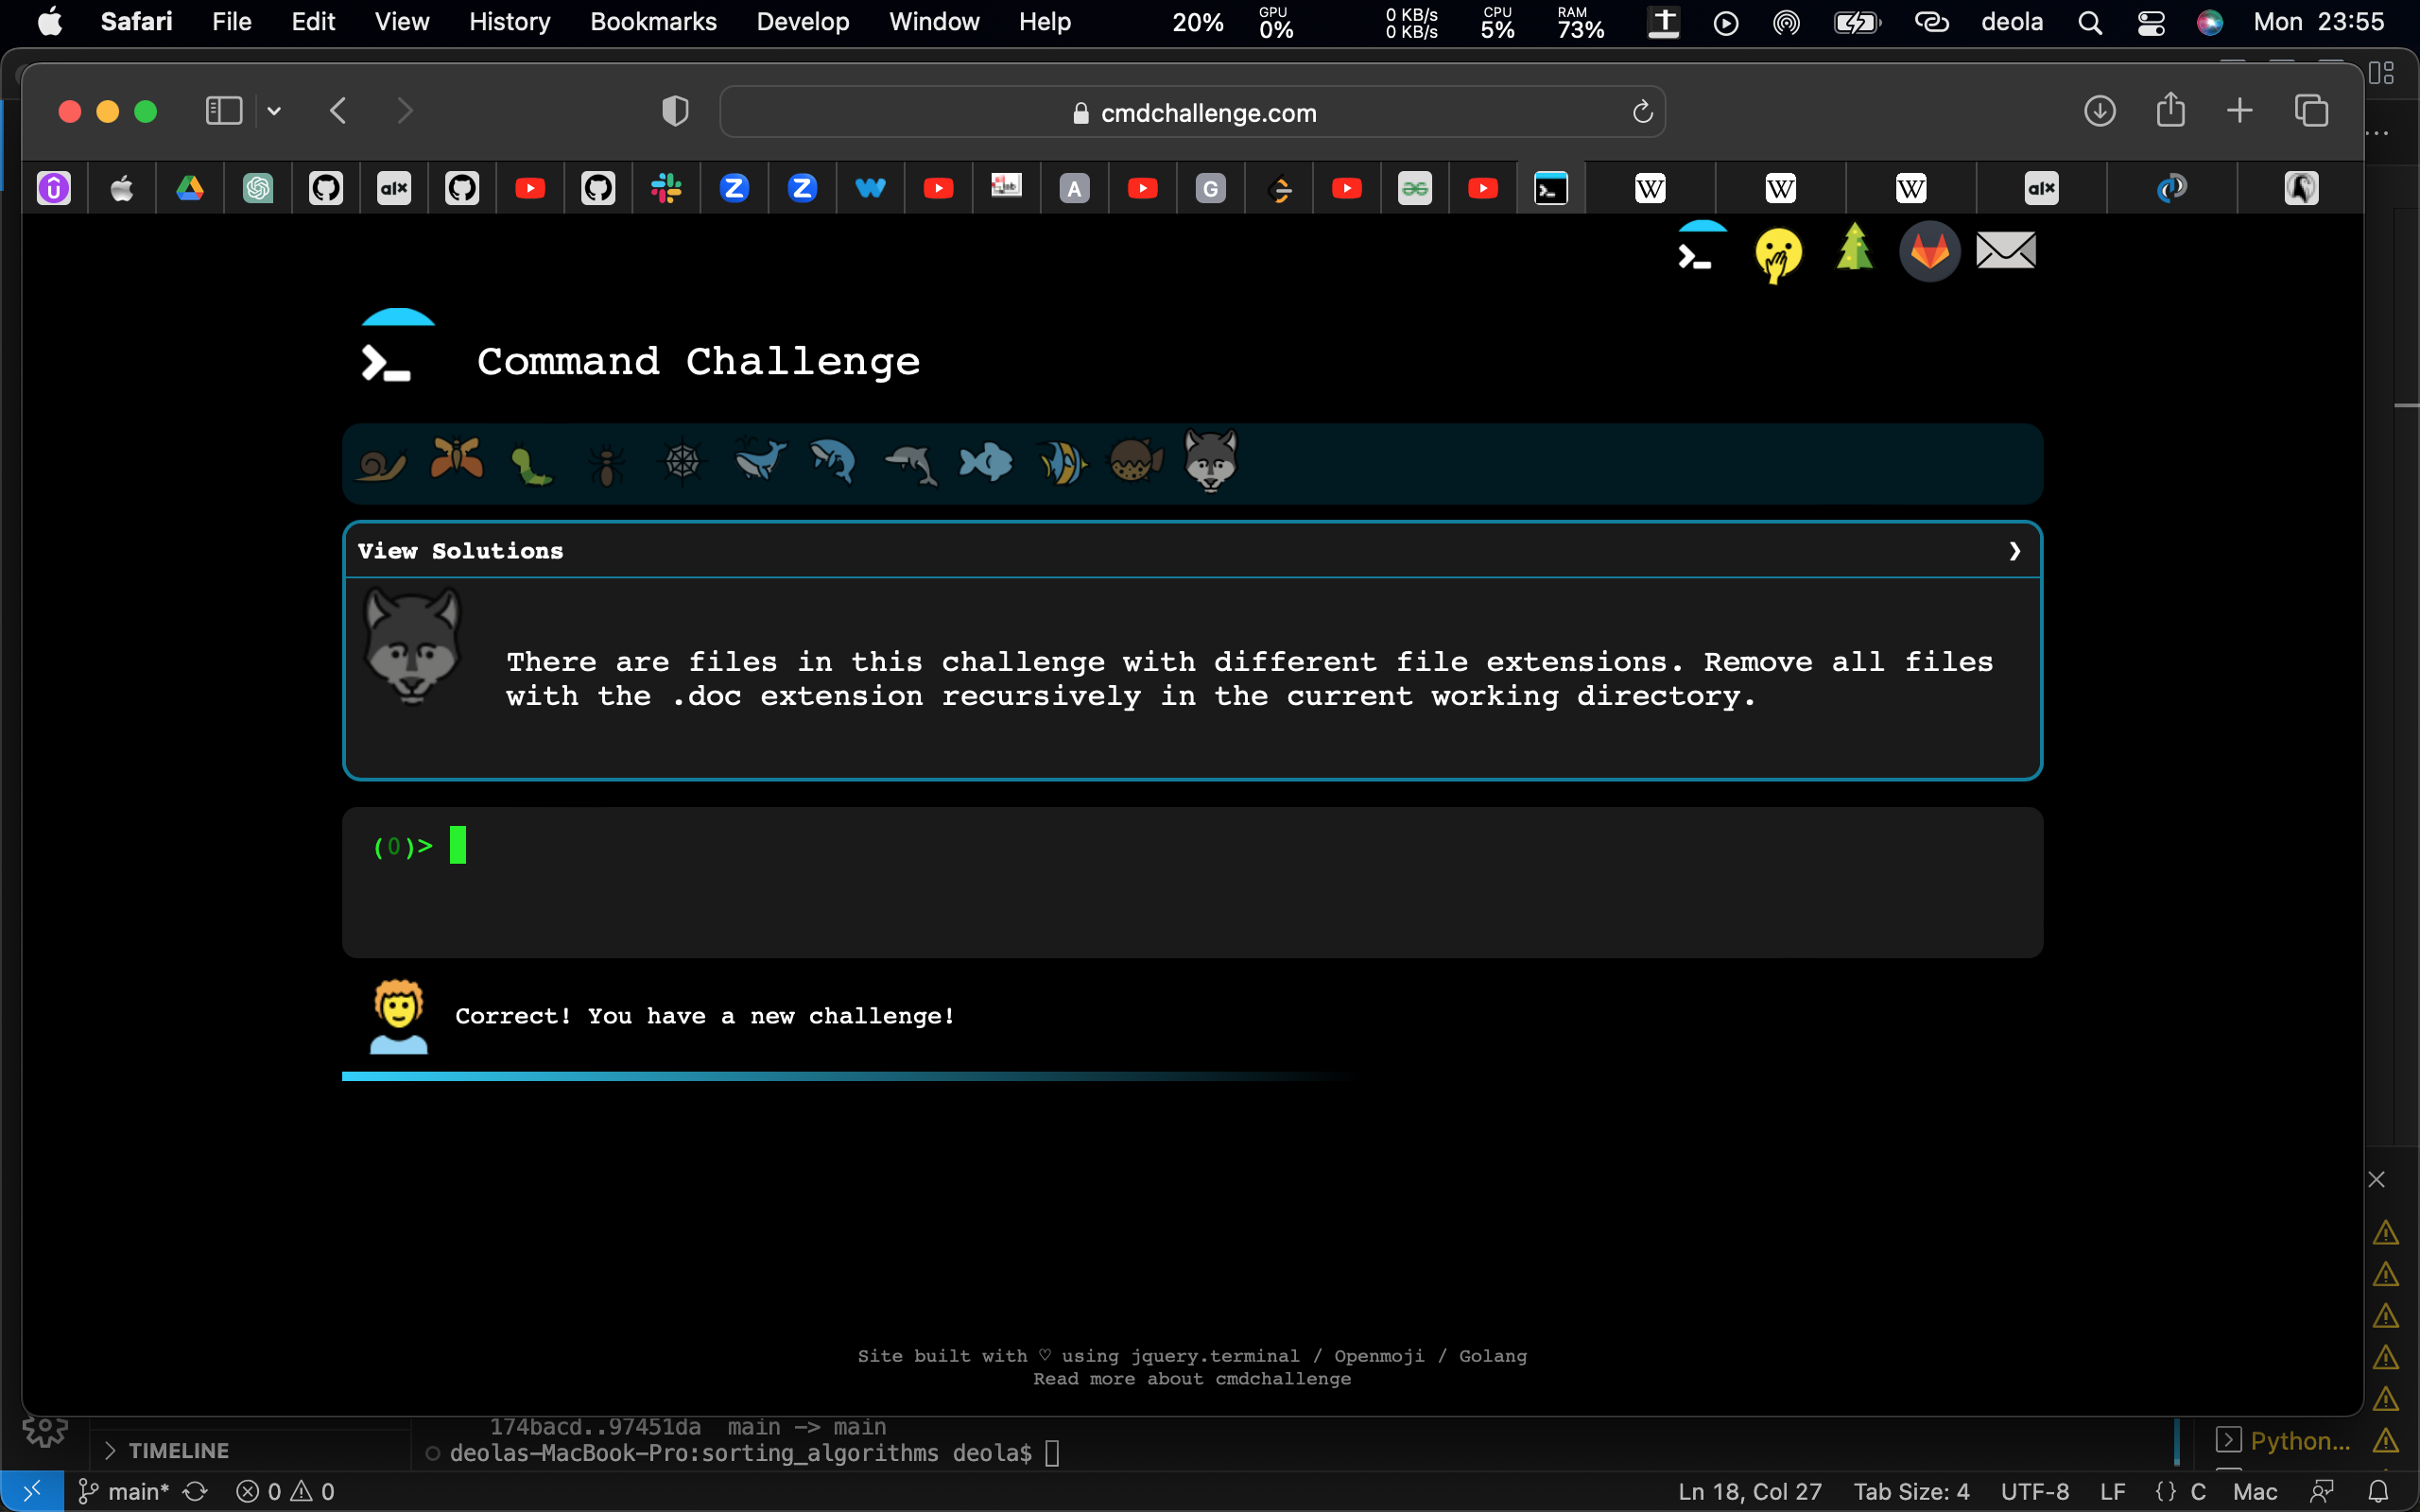 Safari File Edit View History Bookmarks Develop Window Help 20% GPU 0% 0 KB/s 0 KB/s CPU 5% RAM 73% deola Mon 23:55
cmdchallenge.com
Command Challenge
View Solutions
There are files in this challenge with different file extensions. Remove all files
with the .doc extension recursively in the current working directory.
(0)>
Correct! You have a new challenge!
Site built with ♡ using jquery.terminal / Openmoji / Golang
Read more about cmdchallenge
174bacd..97451da main -> main
TIMELINE
deolas-MacBook-Pro:sorting_algorithms deola$
Python...
main* 0 0 Ln 18, Col 27 Tab Size: 4 UTF-8 LF {} C Mac